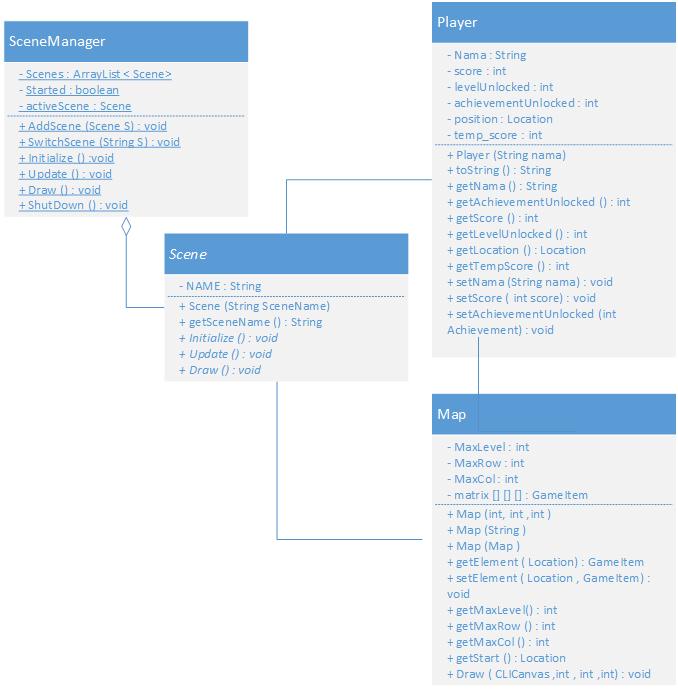 SceneManager
- Scenes : ArrayList < Scene>
- Started : boolean
- activeScene : Scene
+ AddScene (Scene S) : void
+ SwitchScene (String S) : void
+ Initialize () :void
+ Update () : void
+ Draw () : void
+ ShutDown () : void
Scene
- NAME : String
+ Scene (String SceneName)
+ getSceneName () : String
+ Initialize () : void
+ Update () : void
+ Draw () : void
Player
- Nama : String
- score : int
- levelUnlocked : int
- achievementUnlocked : int
- position : Location
- temp_score : int
+ Player (String nama)
+ toString () : String
+ getNama () : String
+ getAchievementUnlocked () : int
+ getScore () : int
+ getLevelUnlocked () : int
+ getLocation () : Location
+ getTempScore () : int
+ setNama (String nama) : void
+ setScore ( int score) : void
+ setAchievementUnlocked (int
Achievement) : void
Map
- MaxLevel : int
- MaxRow : int
- MaxCol : int
- matrix [] [] [] : GameItem
+ Map (int, int ,int )
+ Map (String )
+ Map (Map )
+ getElement ( Location) : GameItem
+ setElement ( Location , GameItem) :
void
+ getMaxLevel() : int
+ getMaxRow () : int
+ getMaxCol () : int
+ getStart () : Location
+ Draw ( CLICanvas ,int , int ,int) : void